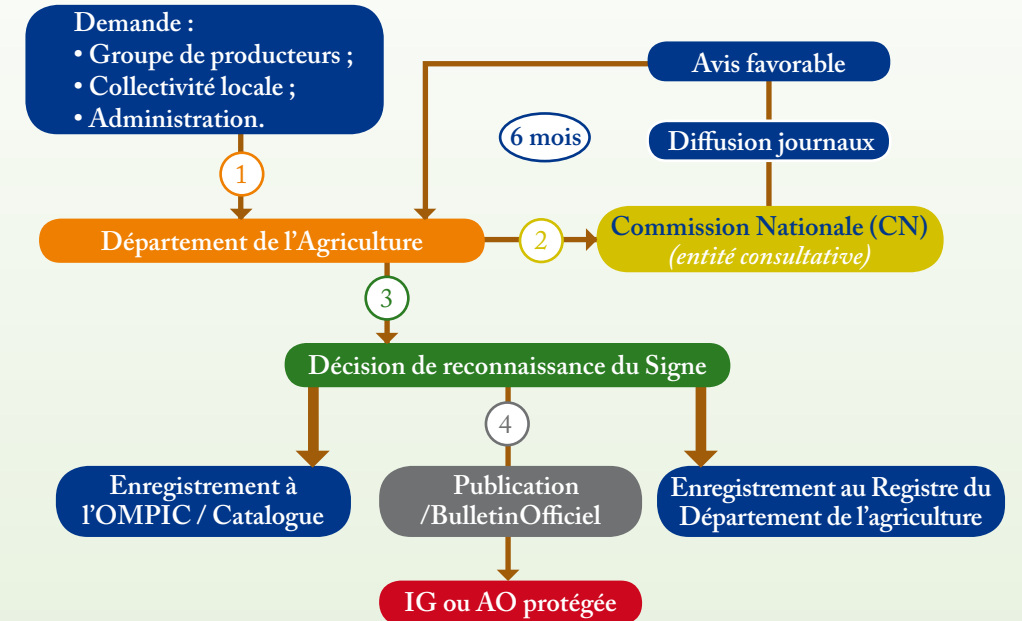 Demande :
• Groupe de producteurs ;
• Collectivité locale ;
• Administration.
Avis favorable
6 mois
Diffusion journaux
1
Département de l'Agriculture
2
Commission Nationale (CN)
(entité consultative)
3
Décision de reconnaissance du Signe
4
Enregistrement à
l'OMPIC / Catalogue
Publication
/BulletinOfficiel
Enregistrement au Registre du
Département de l'agriculture
IG ou AO protégée